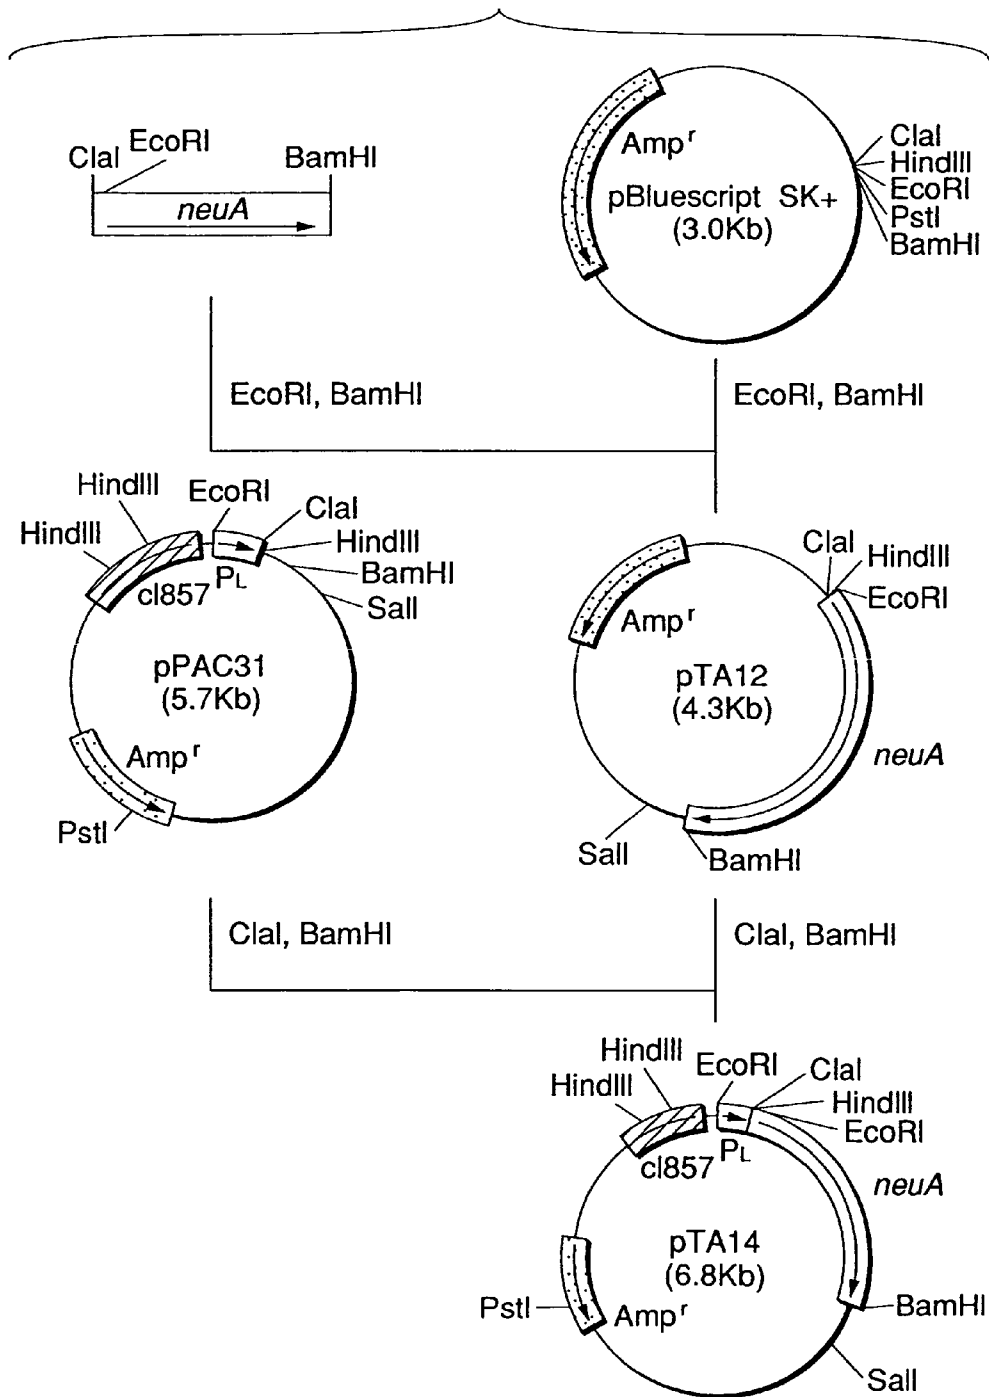 ClaI
EcoRI
BamHI
neuA
Amp r
pBluescript SK+
(3.0Kb)
ClaI
HindIII
EcoRI
PstI
BamHI
EcoRI, BamHI
EcoRI, BamHI
HindIII
HindIII
EcoRI
ClaI
HindIII
BamHI
SalI
cI857
PL
pPAC31
(5.7Kb)
Amp r
PstI
ClaI
HindIII
EcoRI
Amp r
pTA12
(4.3Kb)
neuA
SalI
BamHI
ClaI, BamHI
ClaI, BamHI
HindIII
HindIII
EcoRI
ClaI
HindIII
EcoRI
cI857
PL
neuA
pTA14
(6.8Kb)
PstI
Amp r
BamHI
SalI